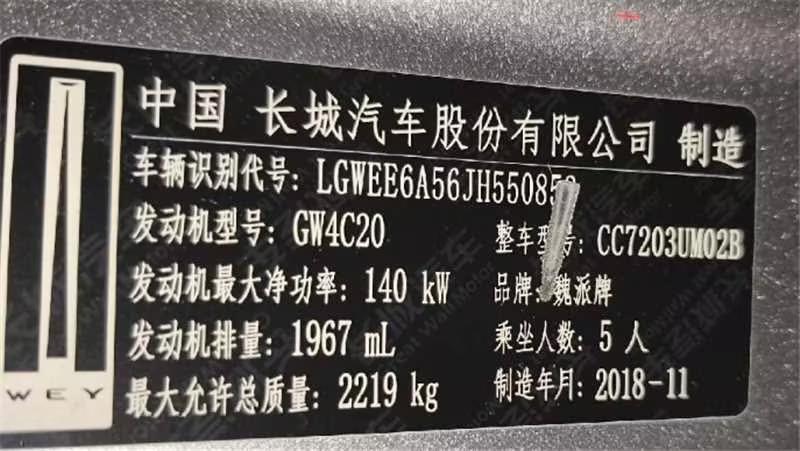 中国 长城汽车股份有限公司 制造
车辆识别代号:
发动机型号: GW4C20
整车型号: CC7203UM02B
发动机最大净功率: 140 kW
品牌: 魏派牌
发动机排量: 1967 mL
乘坐人数: 5 人
最大允许总质量: 2219 kg
制造年月: 2018-11
WEY